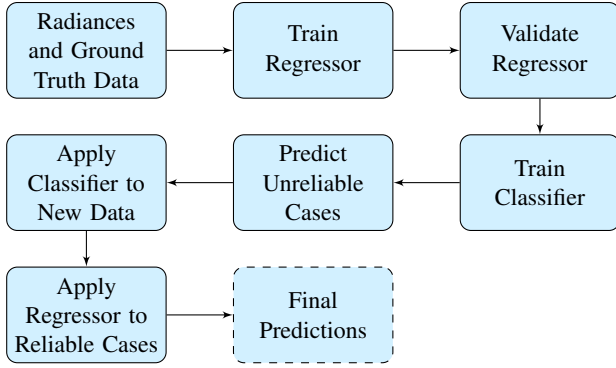 Radiances
and Ground
Truth Data
Train
Regressor
Validate
Regressor
Train
Classifier
Predict
Unreliable
Cases
Apply
Classifier to
New Data
Apply
Regressor to
Reliable Cases
Final
Predictions